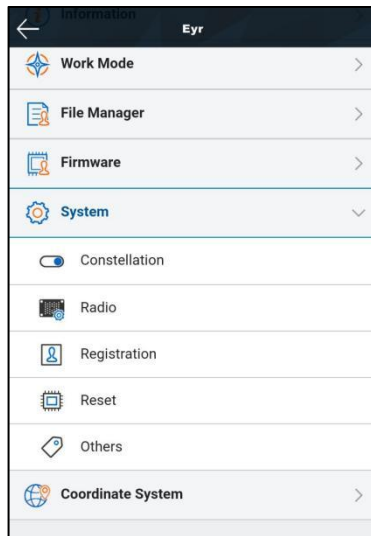 Information
Eyr
Work Mode
File Manager
Firmware
System
Constellation
Radio
Registration
Reset
Others
Coordinate System